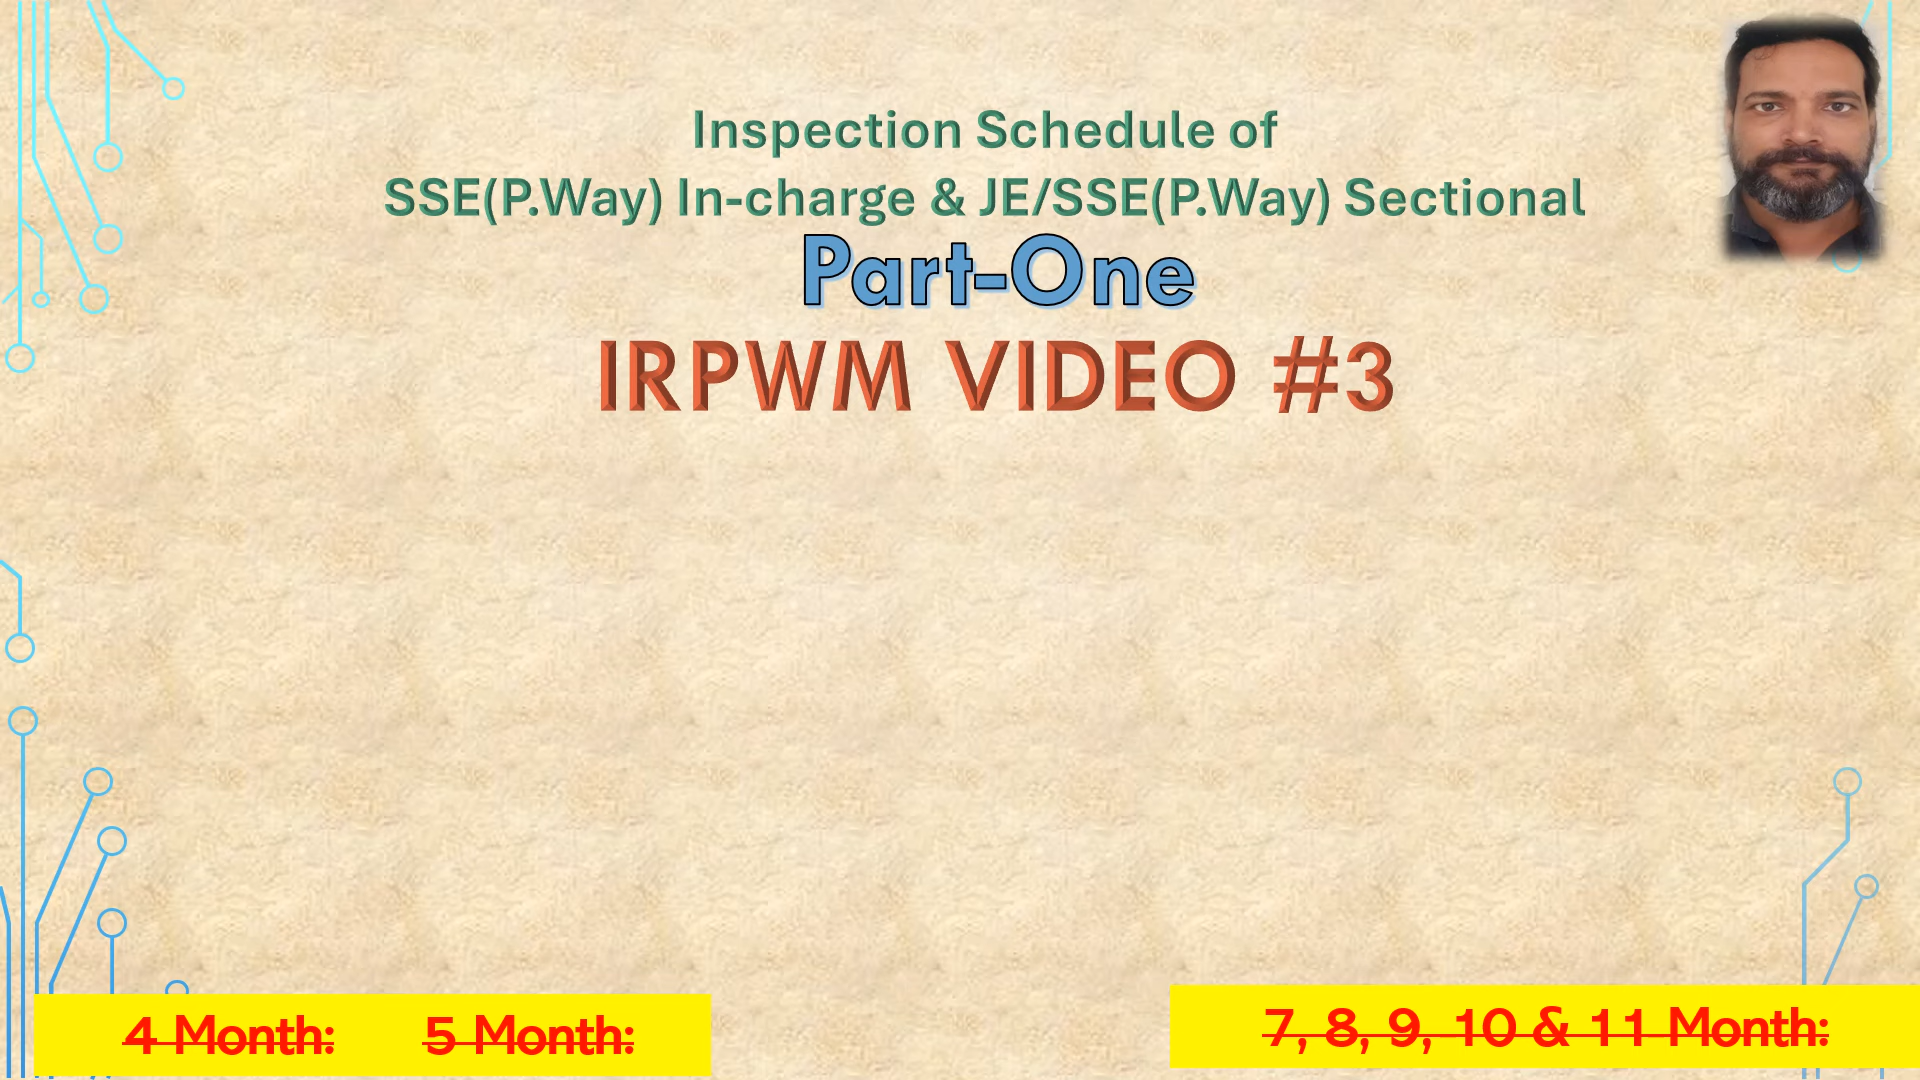 Inspection Schedule of
SSE(P.Way) In-charge & JE/SSE(P.Way) Sectional
Part-One
IRPWM VIDEO #3
4 Month: 5 Month:
7, 8, 9, 10 & 11 Month: